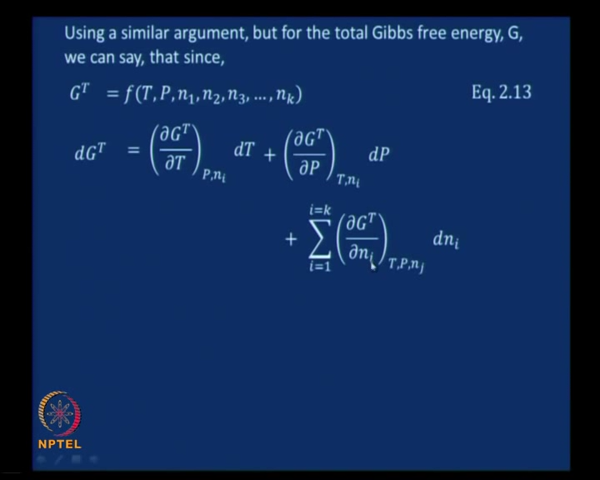 Using a similar argument, but for the total Gibbs free energy, G,
we can say, that since,
G^T = f(T, P, n_1, n_2, n_3, …, n_k) Eq. 2.13
dG^T = (∂G^T/∂T)_{P,n_i} dT + (∂G^T/∂P)_{T,n_i} dP
+ ∑_{i=1}^{i=k} (∂G^T/∂n_i)_{T,P,n_j} dn_i
NPTEL